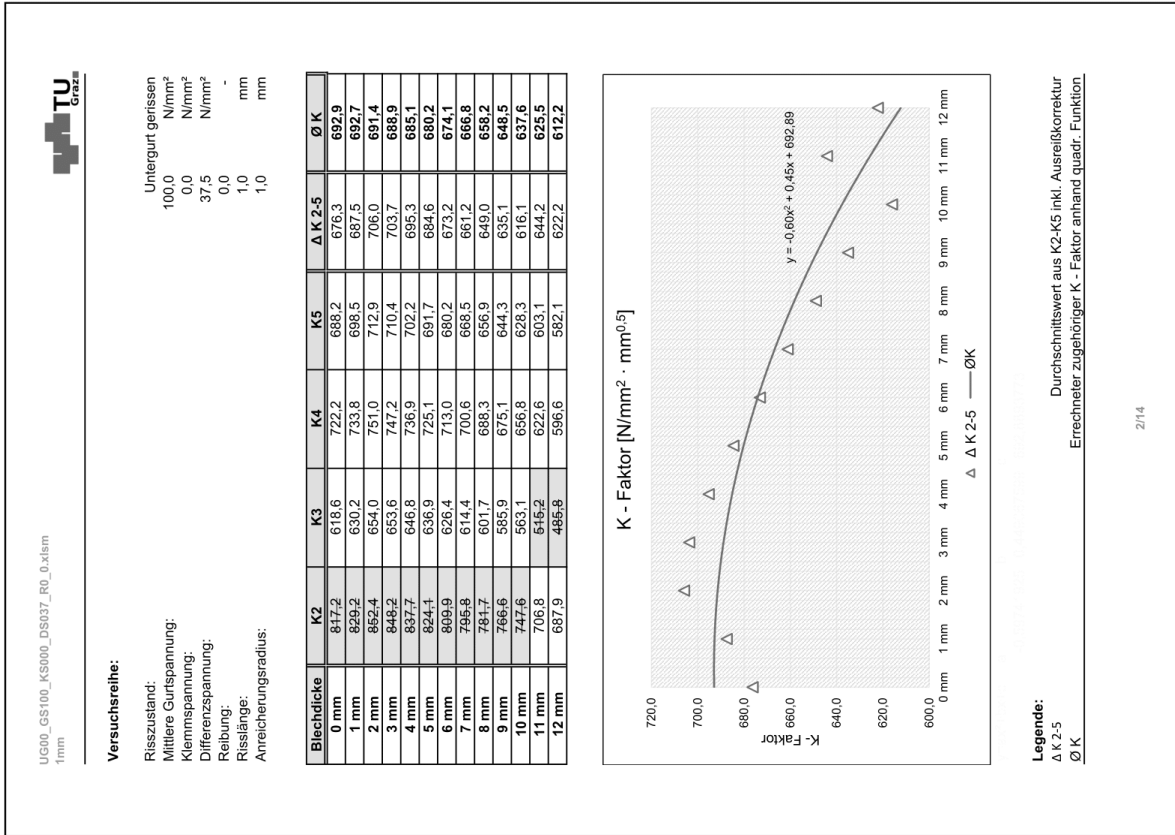 UG00_GS100_KS000_DS037_R0_0.xlsm
1mm
TU
Graz
Versuchsreihe:
Risszustand: Untergurt gerissen
Mittlere Gurtspannung: 100,0 N/mm²
Klemmspannung: 0,0 N/mm²
Differenzspannung: 37,5 N/mm²
Reibung: 0,0 -
Risslänge: 1,0 mm
Anreicherungsradius: 1,0 mm
Blechdicke K2 K3 K4 K5 Δ K 2-5 Ø K
0 mm 817,2 618,6 722,2 688,2 676,3 692,9
1 mm 829,2 630,2 733,8 698,5 687,5 692,7
2 mm 852,4 654,0 751,0 712,9 706,0 691,4
3 mm 848,2 653,6 747,2 710,4 703,7 688,9
4 mm 837,7 646,8 736,9 702,2 695,3 685,1
5 mm 824,1 636,9 725,1 691,7 684,6 680,2
6 mm 809,9 626,4 713,0 680,2 673,2 674,1
7 mm 795,8 614,4 700,6 668,5 661,2 666,8
8 mm 781,7 601,7 688,3 656,9 649,0 658,2
9 mm 766,6 585,9 675,1 644,3 635,1 648,5
10 mm 747,6 563,1 656,8 628,3 616,1 637,6
11 mm 706,8 515,2 622,6 603,1 644,2 625,5
12 mm 687,9 485,8 596,6 582,1 622,2 612,2
K - Faktor [N/mm² · mm^0,5]
720,0
700,0
680,0
660,0
640,0
620,0
600,0
K- Faktor
y = -0,60x² + 0,45x + 692,89
0 mm 1 mm 2 mm 3 mm 4 mm 5 mm 6 mm 7 mm 8 mm 9 mm 10 mm 11 mm 12 mm
Δ K 2-5 ØK
Legende:
Δ K 2-5 Durchschnittswert aus K2-K5 inkl. Ausreißkorrektur
Ø K Errechneter zugehöriger K - Faktor anhand quadr. Funktion
2/14